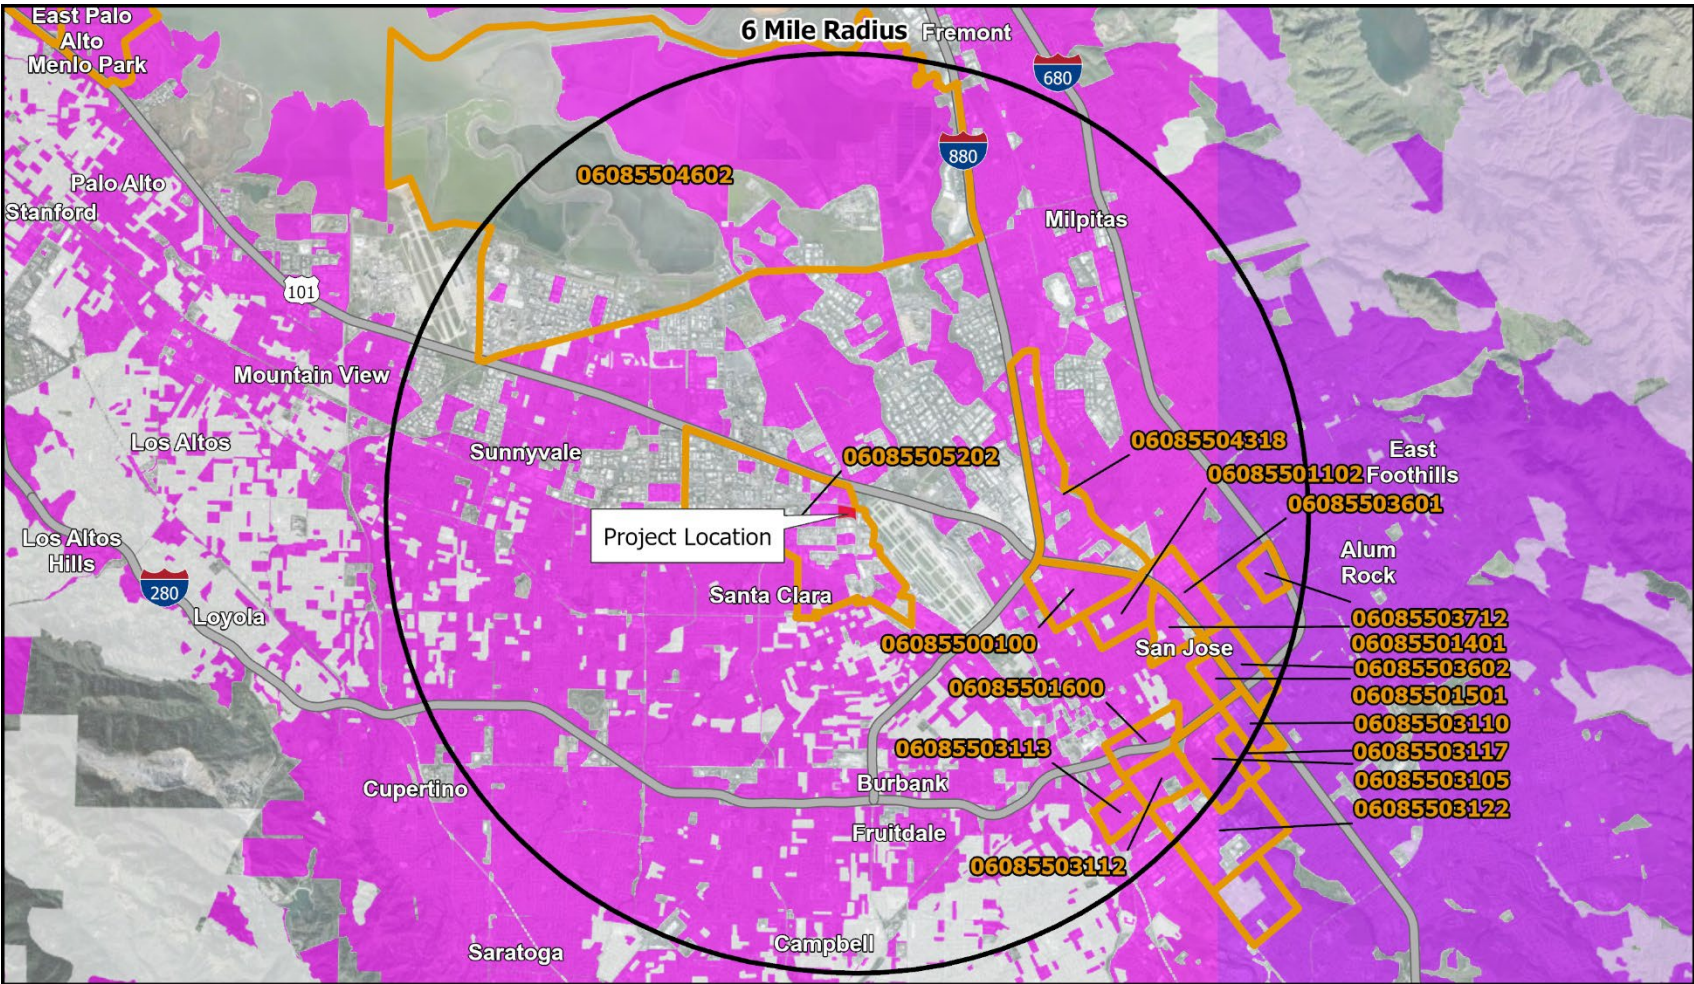 East Palo
Alto
Menlo Park
6 Mile Radius
Fremont
680
880
06085504602
Palo Alto
Stanford
Milpitas
101
Mountain View
Los Altos
Sunnyvale
06085505202
06085504318
East
Foothills
06085501102
06085503601
Project Location
Los Altos
Hills
Alum
Rock
280
Loyola
Santa Clara
06085500100
San Jose
06085503712
06085501401
06085503602
06085501600
06085501501
06085503110
06085503113
06085503117
06085503105
Cupertino
Burbank
06085503122
Fruitdale
06085503112
Saratoga
Campbell